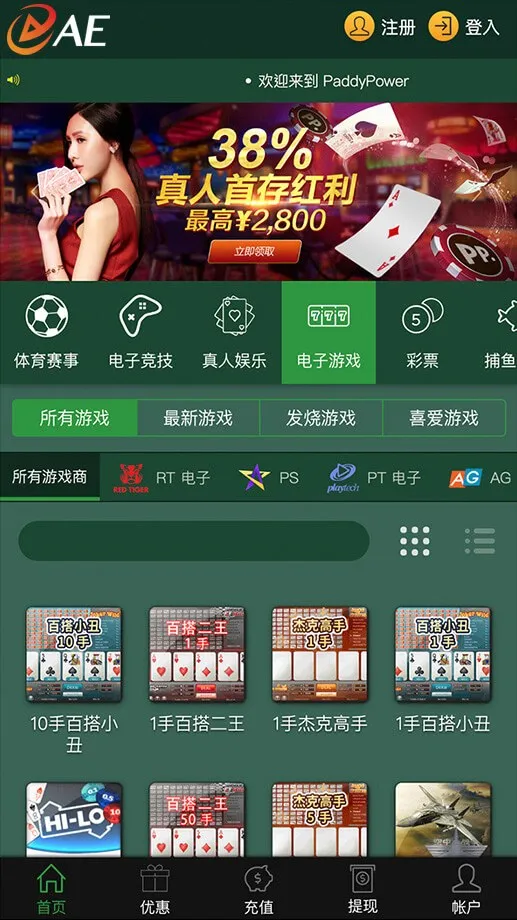 AE
注册
登入
• 欢迎来到 PaddyPower
38%
真人首存红利
最高¥2,800
立即领取
A
PP.
体育赛事
电子竞技
真人娱乐
777
电子游戏
5
彩票
捕鱼
所有游戏
最新游戏
发烧游戏
喜爱游戏
所有游戏商
RED TIGER
RT 电子
PS
playtech
PT 电子
AG
AG
百搭小丑
10 手
百搭二王
1 手
杰克高手
1 手
百搭小丑
1 手
10手百搭小丑
1手百搭二王
1手杰克高手
1手百搭小丑
HI-LO
百搭二王
50 手
杰克高手
5 手
首页
优惠
充值
提现
帐户